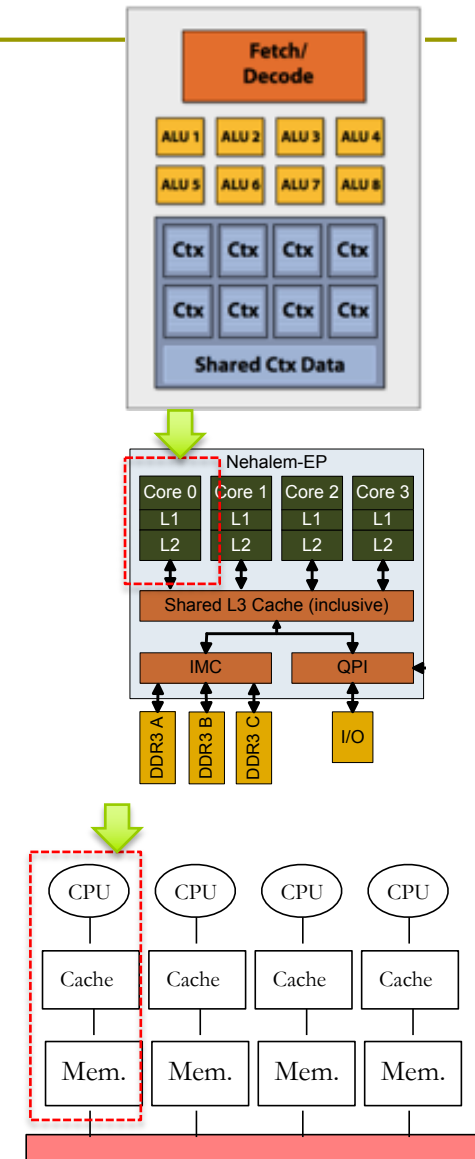 Fetch/
Decode
ALU 1 ALU 2 ALU 3 ALU 4
ALU 5 ALU 6 ALU 7 ALU 8
Ctx Ctx Ctx Ctx
Ctx Ctx Ctx Ctx
Shared Ctx Data
Nehalem-EP
Core 0 Core 1 Core 2 Core 3
L1 L1 L1 L1
L2 L2 L2 L2
Shared L3 Cache (inclusive)
IMC QPI
DDR3 A DDR3 B DDR3 C I/O
CPU CPU CPU CPU
Cache Cache Cache Cache
Mem. Mem. Mem. Mem.